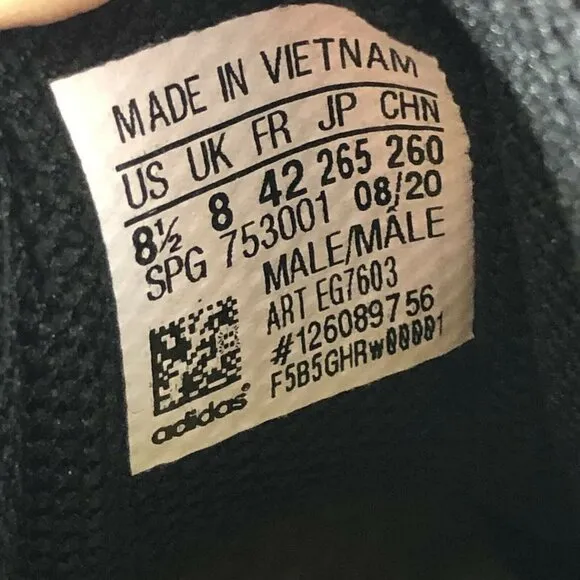 MADE IN VIETNAM
US UK FR JP CHN
8½ 8 42 265 260
SPG 753001 08/20
MALE/MÂLE
ART EG7603
#126089756
F5B5GHRW00001
adidas®